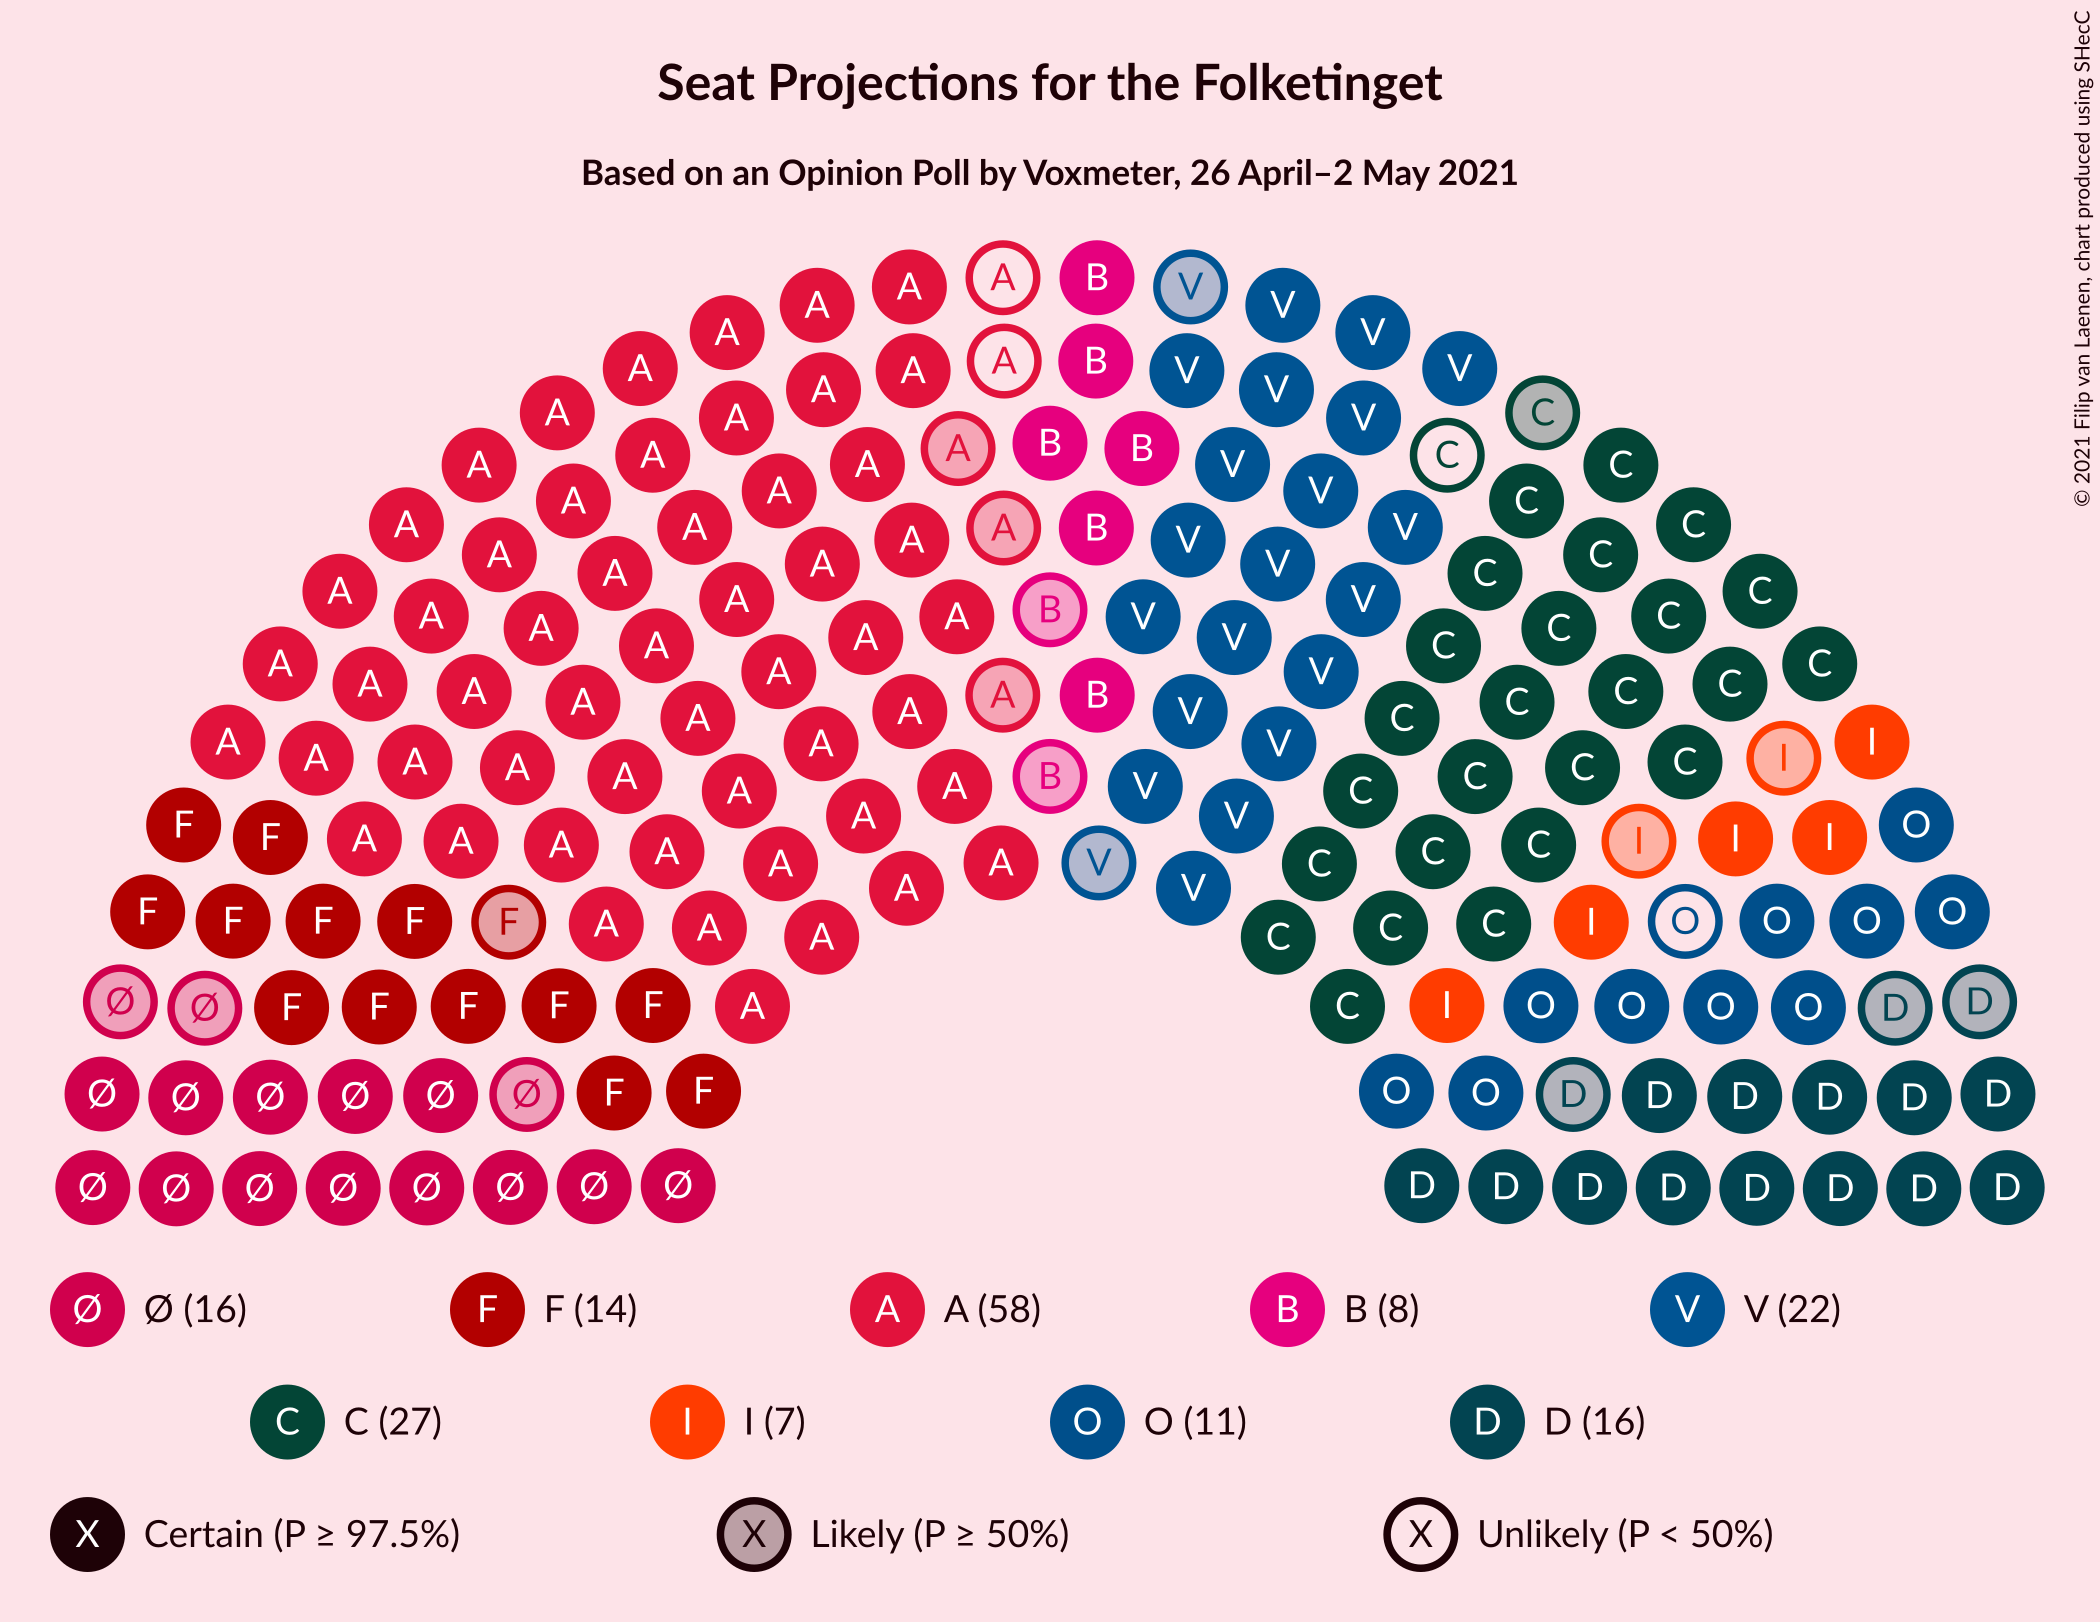 Seat Projections for the Folketinget
Based on an Opinion Poll by Voxmeter, 26 April–2 May 2021
© 2021 Filip van Laenen, chart produced using SHecC
A A B V
A V
A A A B V V
A V V
A A A A B B V C
A A V V C
A A A A A B V V C C
A A A V V C C
A A A A B V V C C
A A A A V V C C C
A A A A A V C C C
A A A A B V C C C
A A A A A V C C C C
A A A A A B V V C C C I I
F F A A A A A A V V C C C I I I O
F F F F F A A A A A V V C C C I O O O O
Ø Ø F F F F F A C I O O O O D D
Ø Ø Ø Ø Ø Ø F F O O D D D D D D
Ø Ø Ø Ø Ø Ø Ø Ø D D D D D D D D
Ø Ø (16) F F (14) A A (58) B B (8) V V (22)
C C (27) I I (7) O O (11) D D (16)
X Certain (P ≥ 97.5%) X Likely (P ≥ 50%) X Unlikely (P < 50%)